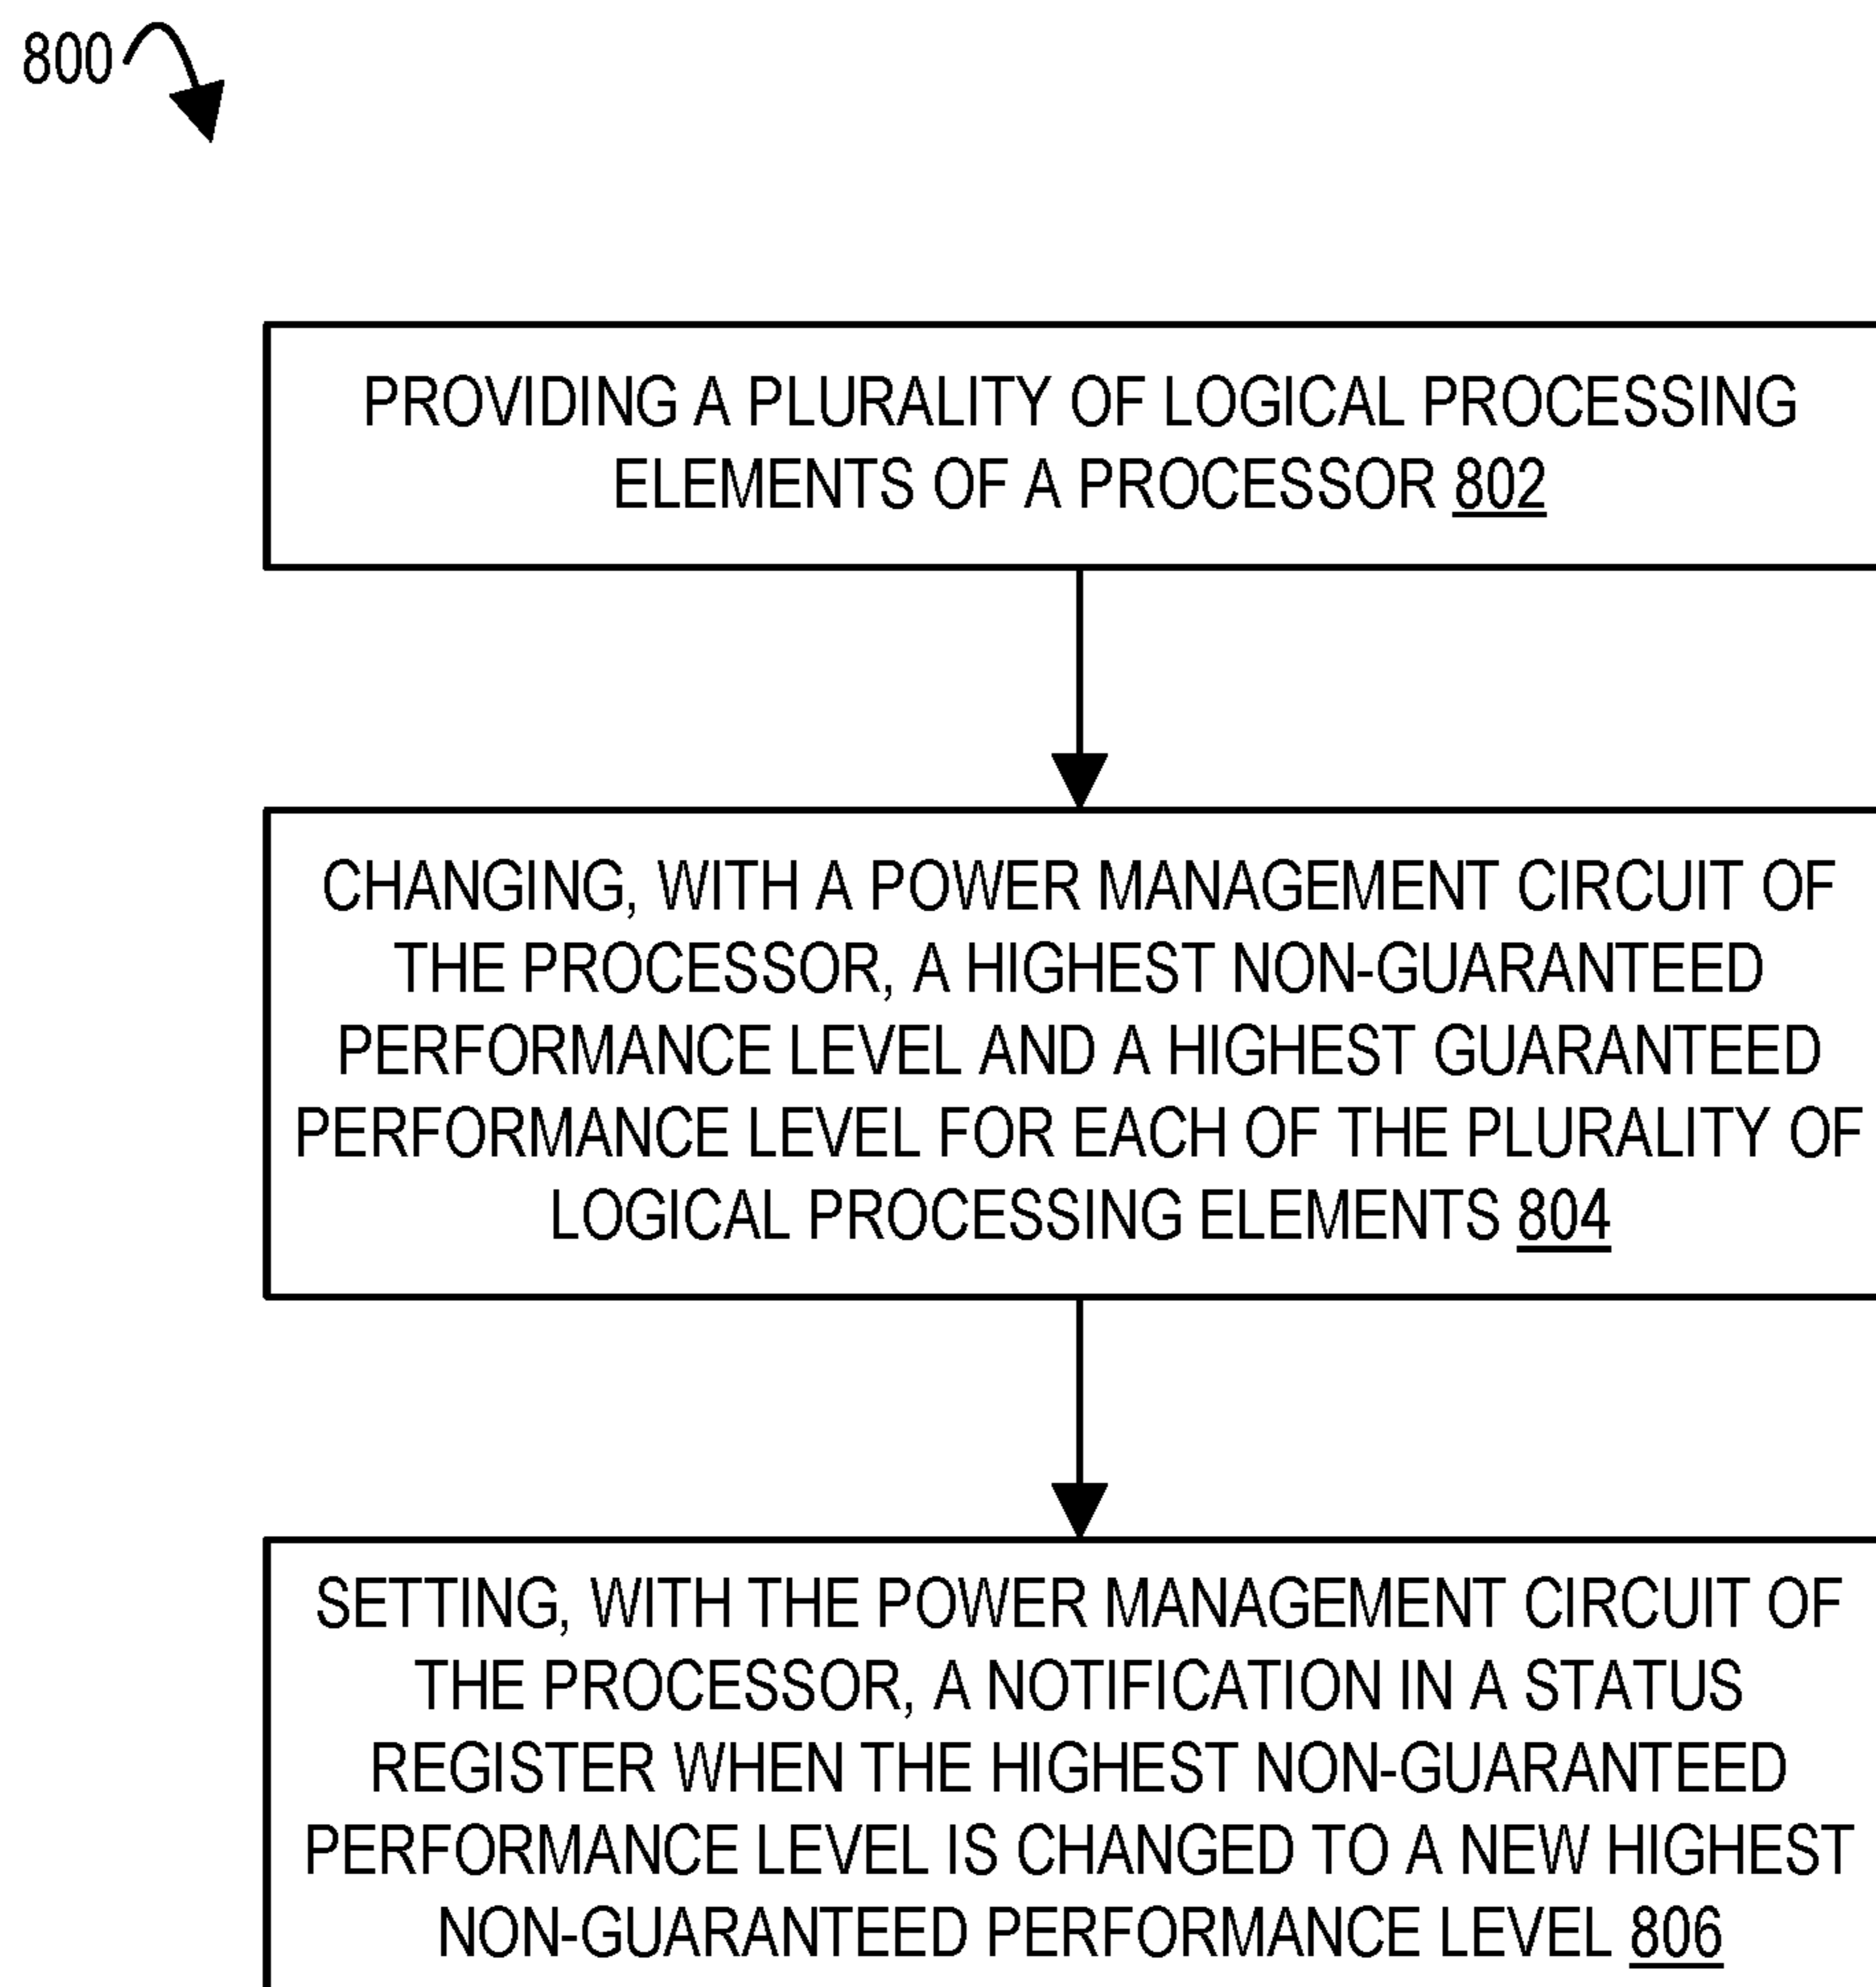 800
PROVIDING A PLURALITY OF LOGICAL PROCESSING
ELEMENTS OF A PROCESSOR 802
CHANGING, WITH A POWER MANAGEMENT CIRCUIT OF
THE PROCESSOR, A HIGHEST NON-GUARANTEED
PERFORMANCE LEVEL AND A HIGHEST GUARANTEED
PERFORMANCE LEVEL FOR EACH OF THE PLURALITY OF
LOGICAL PROCESSING ELEMENTS 804
SETTING, WITH THE POWER MANAGEMENT CIRCUIT OF
THE PROCESSOR, A NOTIFICATION IN A STATUS
REGISTER WHEN THE HIGHEST NON-GUARANTEED
PERFORMANCE LEVEL IS CHANGED TO A NEW HIGHEST
NON-GUARANTEED PERFORMANCE LEVEL 806